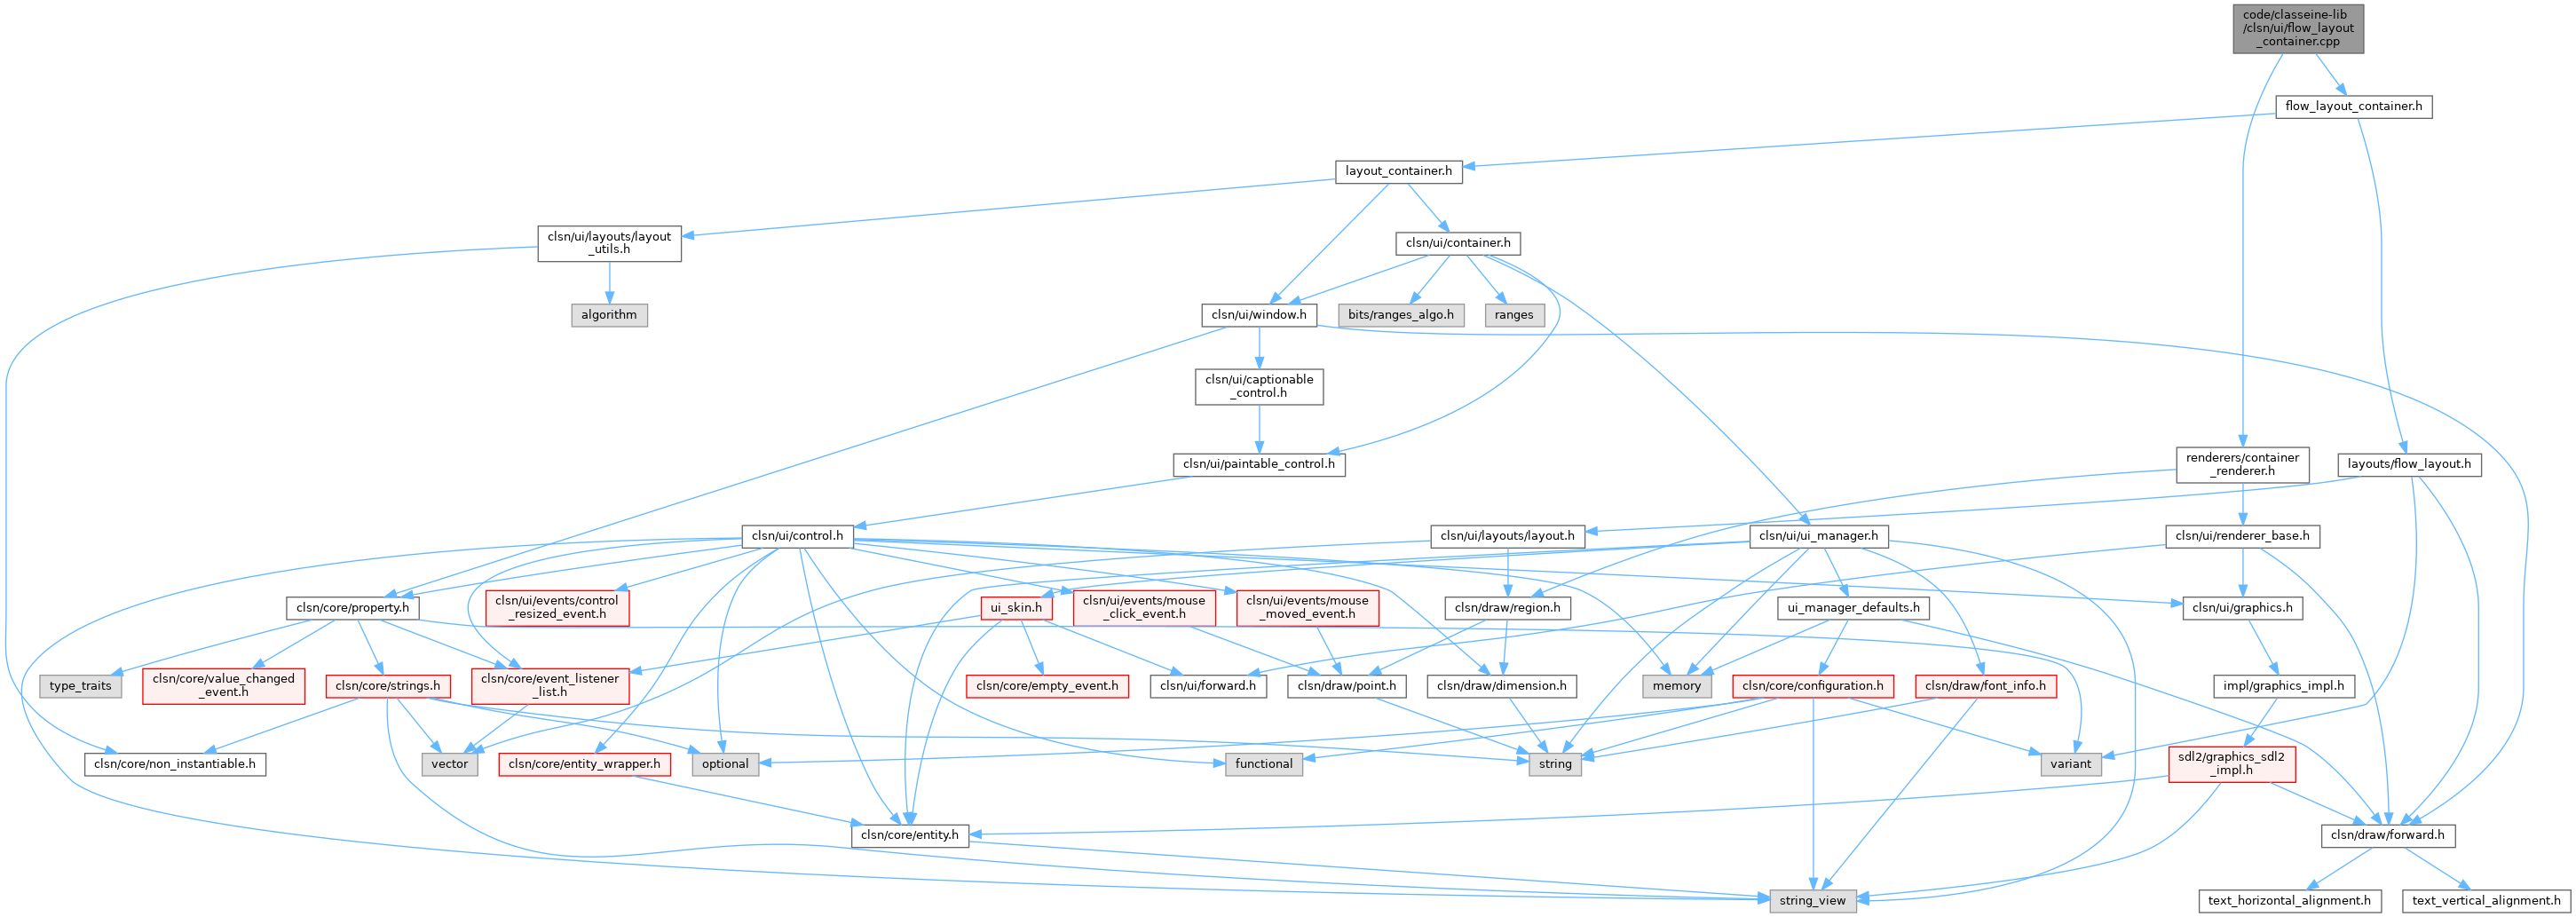 code/classeine-lib
/clsn/ui/flow_layout
_container.cpp
flow_layout_container.h
layout_container.h
clsn/ui/layouts/layout
_utils.h
clsn/ui/container.h
algorithm
clsn/ui/window.h
bits/ranges_algo.h
ranges
clsn/ui/captionable
_control.h
clsn/ui/paintable_control.h
renderers/container
_renderer.h
layouts/flow_layout.h
clsn/ui/control.h
clsn/ui/layouts/layout.h
clsn/ui/ui_manager.h
clsn/ui/renderer_base.h
clsn/core/property.h
clsn/ui/events/control
_resized_event.h
ui_skin.h
clsn/ui/events/mouse
_click_event.h
clsn/ui/events/mouse
_moved_event.h
clsn/draw/region.h
ui_manager_defaults.h
clsn/ui/graphics.h
type_traits
clsn/core/value_changed
_event.h
clsn/core/strings.h
clsn/core/event_listener
_list.h
clsn/core/empty_event.h
clsn/ui/forward.h
clsn/draw/point.h
clsn/draw/dimension.h
memory
clsn/core/configuration.h
clsn/draw/font_info.h
impl/graphics_impl.h
clsn/core/non_instantiable.h
vector
clsn/core/entity_wrapper.h
optional
functional
string
variant
sdl2/graphics_sdl2
_impl.h
clsn/core/entity.h
clsn/draw/forward.h
string_view
text_horizontal_alignment.h
text_vertical_alignment.h